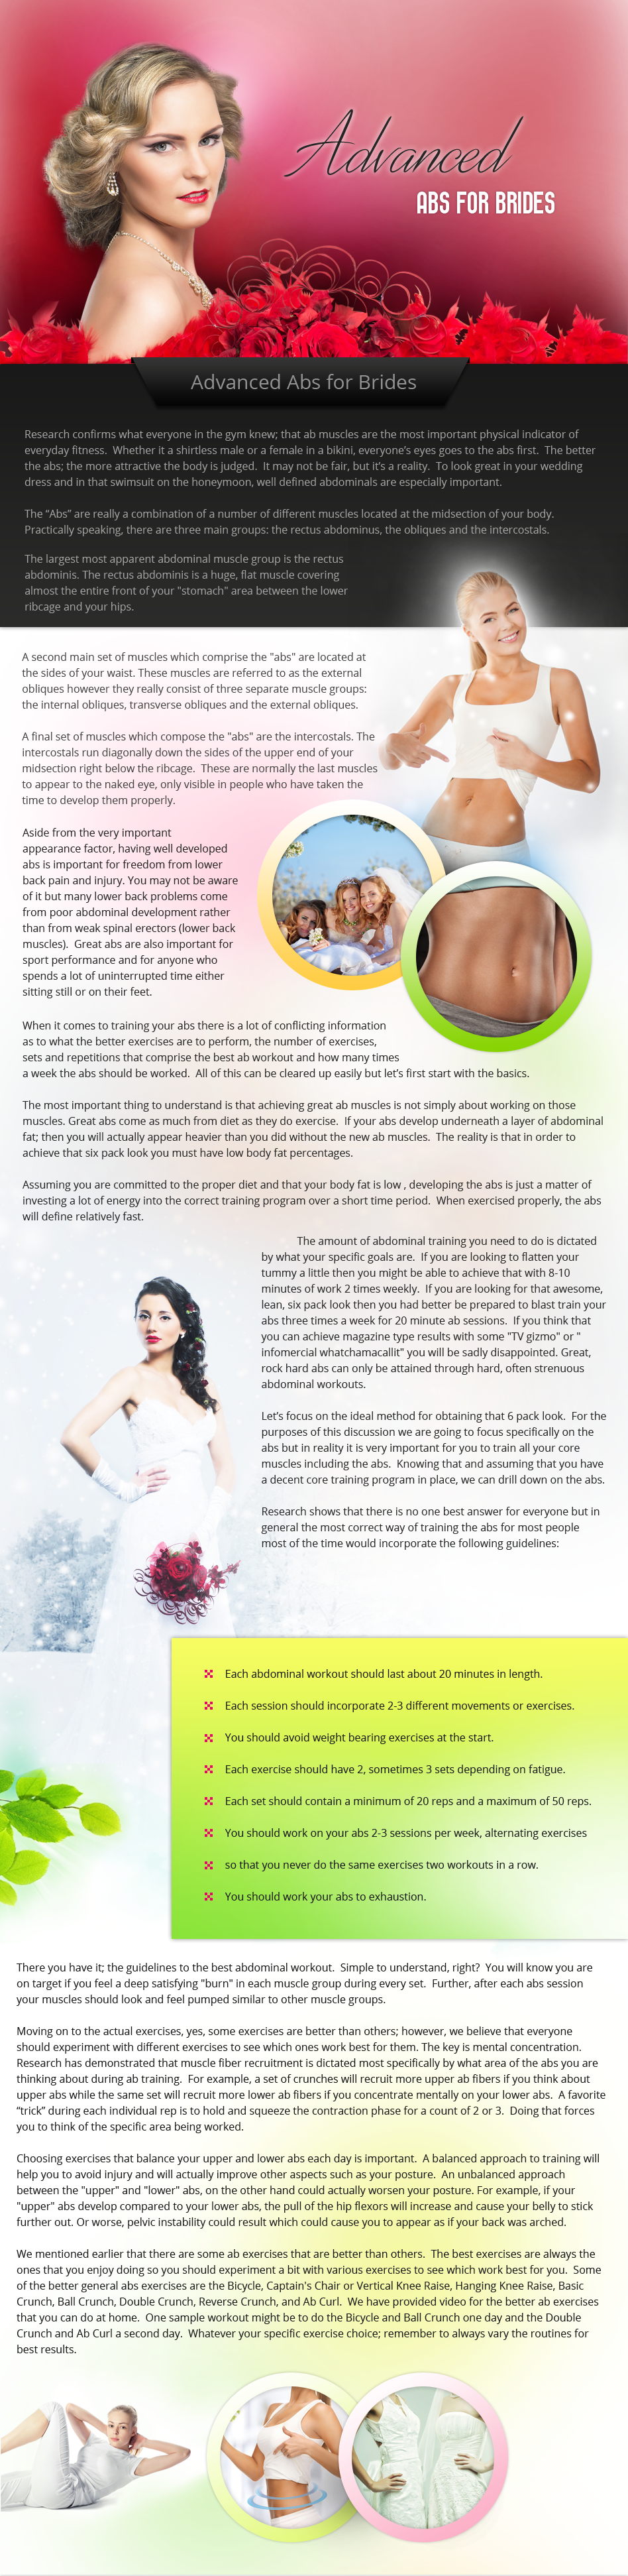 Advanced
ABS FOR BRIDES
Advanced Abs for Brides
Research confirms what everyone in the gym knew; that ab muscles are the most important physical indicator of
everyday fitness.  Whether it a shirtless male or a female in a bikini, everyone's eyes goes to the abs first.  The better
the abs; the more attractive the body is judged.  It may not be fair, but it's a reality.  To look great in your wedding
dress and in that swimsuit on the honeymoon, well defined abdominals are especially important.
The “Abs” are really a combination of a number of different muscles located at the midsection of your body.
Practically speaking, there are three main groups: the rectus abdominus, the obliques and the intercostals.
The largest most apparent abdominal muscle group is the rectus
abdominis. The rectus abdominis is a huge, flat muscle covering
almost the entire front of your "stomach" area between the lower
ribcage and your hips.
A second main set of muscles which comprise the "abs" are located at
the sides of your waist. These muscles are referred to as the external
obliques however they really consist of three separate muscle groups:
the internal obliques, transverse obliques and the external obliques.
A final set of muscles which compose the "abs" are the intercostals. The
intercostals run diagonally down the sides of the upper end of your
midsection right below the ribcage.  These are normally the last muscles
to appear to the naked eye, only visible in people who have taken the
time to develop them properly.
Aside from the very important
appearance factor, having well developed
abs is important for freedom from lower
back pain and injury. You may not be aware
of it but many lower back problems come
from poor abdominal development rather
than from weak spinal erectors (lower back
muscles).  Great abs are also important for
sport performance and for anyone who
spends a lot of uninterrupted time either
sitting still or on their feet.
When it comes to training your abs there is a lot of conflicting information
as to what the better exercises are to perform, the number of exercises,
sets and repetitions that comprise the best ab workout and how many times
a week the abs should be worked.  All of this can be cleared up easily but let's first start with the basics.
The most important thing to understand is that achieving great ab muscles is not simply about working on those
muscles. Great abs come as much from diet as they do exercise.  If your abs develop underneath a layer of abdominal
fat; then you will actually appear heavier than you did without the new ab muscles.  The reality is that in order to
achieve that six pack look you must have low body fat percentages.
Assuming you are committed to the proper diet and that your body fat is low , developing the abs is just a matter of
investing a lot of energy into the correct training program over a short time period.  When exercised properly, the abs
will define relatively fast.
The amount of abdominal training you need to do is dictated
by what your specific goals are.  If you are looking to flatten your
tummy a little then you might be able to achieve that with 8-10
minutes of work 2 times weekly.  If you are looking for that awesome,
lean, six pack look then you had better be prepared to blast train your
abs three times a week for 20 minute ab sessions.  If you think that
you can achieve magazine type results with some "TV gizmo" or "
infomercial whatchamacallit" you will be sadly disappointed. Great,
rock hard abs can only be attained through hard, often strenuous
abdominal workouts.
Let's focus on the ideal method for obtaining that 6 pack look.  For the
purposes of this discussion we are going to focus specifically on the
abs but in reality it is very important for you to train all your core
muscles including the abs.  Knowing that and assuming that you have
a decent core training program in place, we can drill down on the abs.
Research shows that there is no one best answer for everyone but in
general the most correct way of training the abs for most people
most of the time would incorporate the following guidelines:
Each abdominal workout should last about 20 minutes in length.
Each session should incorporate 2-3 different movements or exercises.
You should avoid weight bearing exercises at the start.
Each exercise should have 2, sometimes 3 sets depending on fatigue.
Each set should contain a minimum of 20 reps and a maximum of 50 reps.
You should work on your abs 2-3 sessions per week, alternating exercises
so that you never do the same exercises two workouts in a row.
You should work your abs to exhaustion.
There you have it; the guidelines to the best abdominal workout.  Simple to understand, right?  You will know you are
on target if you feel a deep satisfying "burn" in each muscle group during every set.  Further, after each abs session
your muscles should look and feel pumped similar to other muscle groups.
Moving on to the actual exercises, yes, some exercises are better than others; however, we believe that everyone
should experiment with different exercises to see which ones work best for them. The key is mental concentration.
Research has demonstrated that muscle fiber recruitment is dictated most specifically by what area of the abs you are
thinking about during ab training.  For example, a set of crunches will recruit more upper ab fibers if you think about
upper abs while the same set will recruit more lower ab fibers if you concentrate mentally on your lower abs.  A favorite
“trick” during each individual rep is to hold and squeeze the contraction phase for a count of 2 or 3.  Doing that forces
you to think of the specific area being worked.
Choosing exercises that balance your upper and lower abs each day is important.  A balanced approach to training will
help you to avoid injury and will actually improve other aspects such as your posture.  An unbalanced approach
between the "upper" and "lower" abs, on the other hand could actually worsen your posture. For example, if your
"upper" abs develop compared to your lower abs, the pull of the hip flexors will increase and cause your belly to stick
further out. Or worse, pelvic instability could result which could cause you to appear as if your back was arched.
We mentioned earlier that there are some ab exercises that are better than others.  The best exercises are always the
ones that you enjoy doing so you should experiment a bit with various exercises to see which work best for you.  Some
of the better general abs exercises are the Bicycle, Captain's Chair or Vertical Knee Raise, Hanging Knee Raise, Basic
Crunch, Ball Crunch, Double Crunch, Reverse Crunch, and Ab Curl.  We have provided video for the better ab exercises
that you can do at home.  One sample workout might be to do the Bicycle and Ball Crunch one day and the Double
Crunch and Ab Curl a second day.  Whatever your specific exercise choice; remember to always vary the routines for
best results.